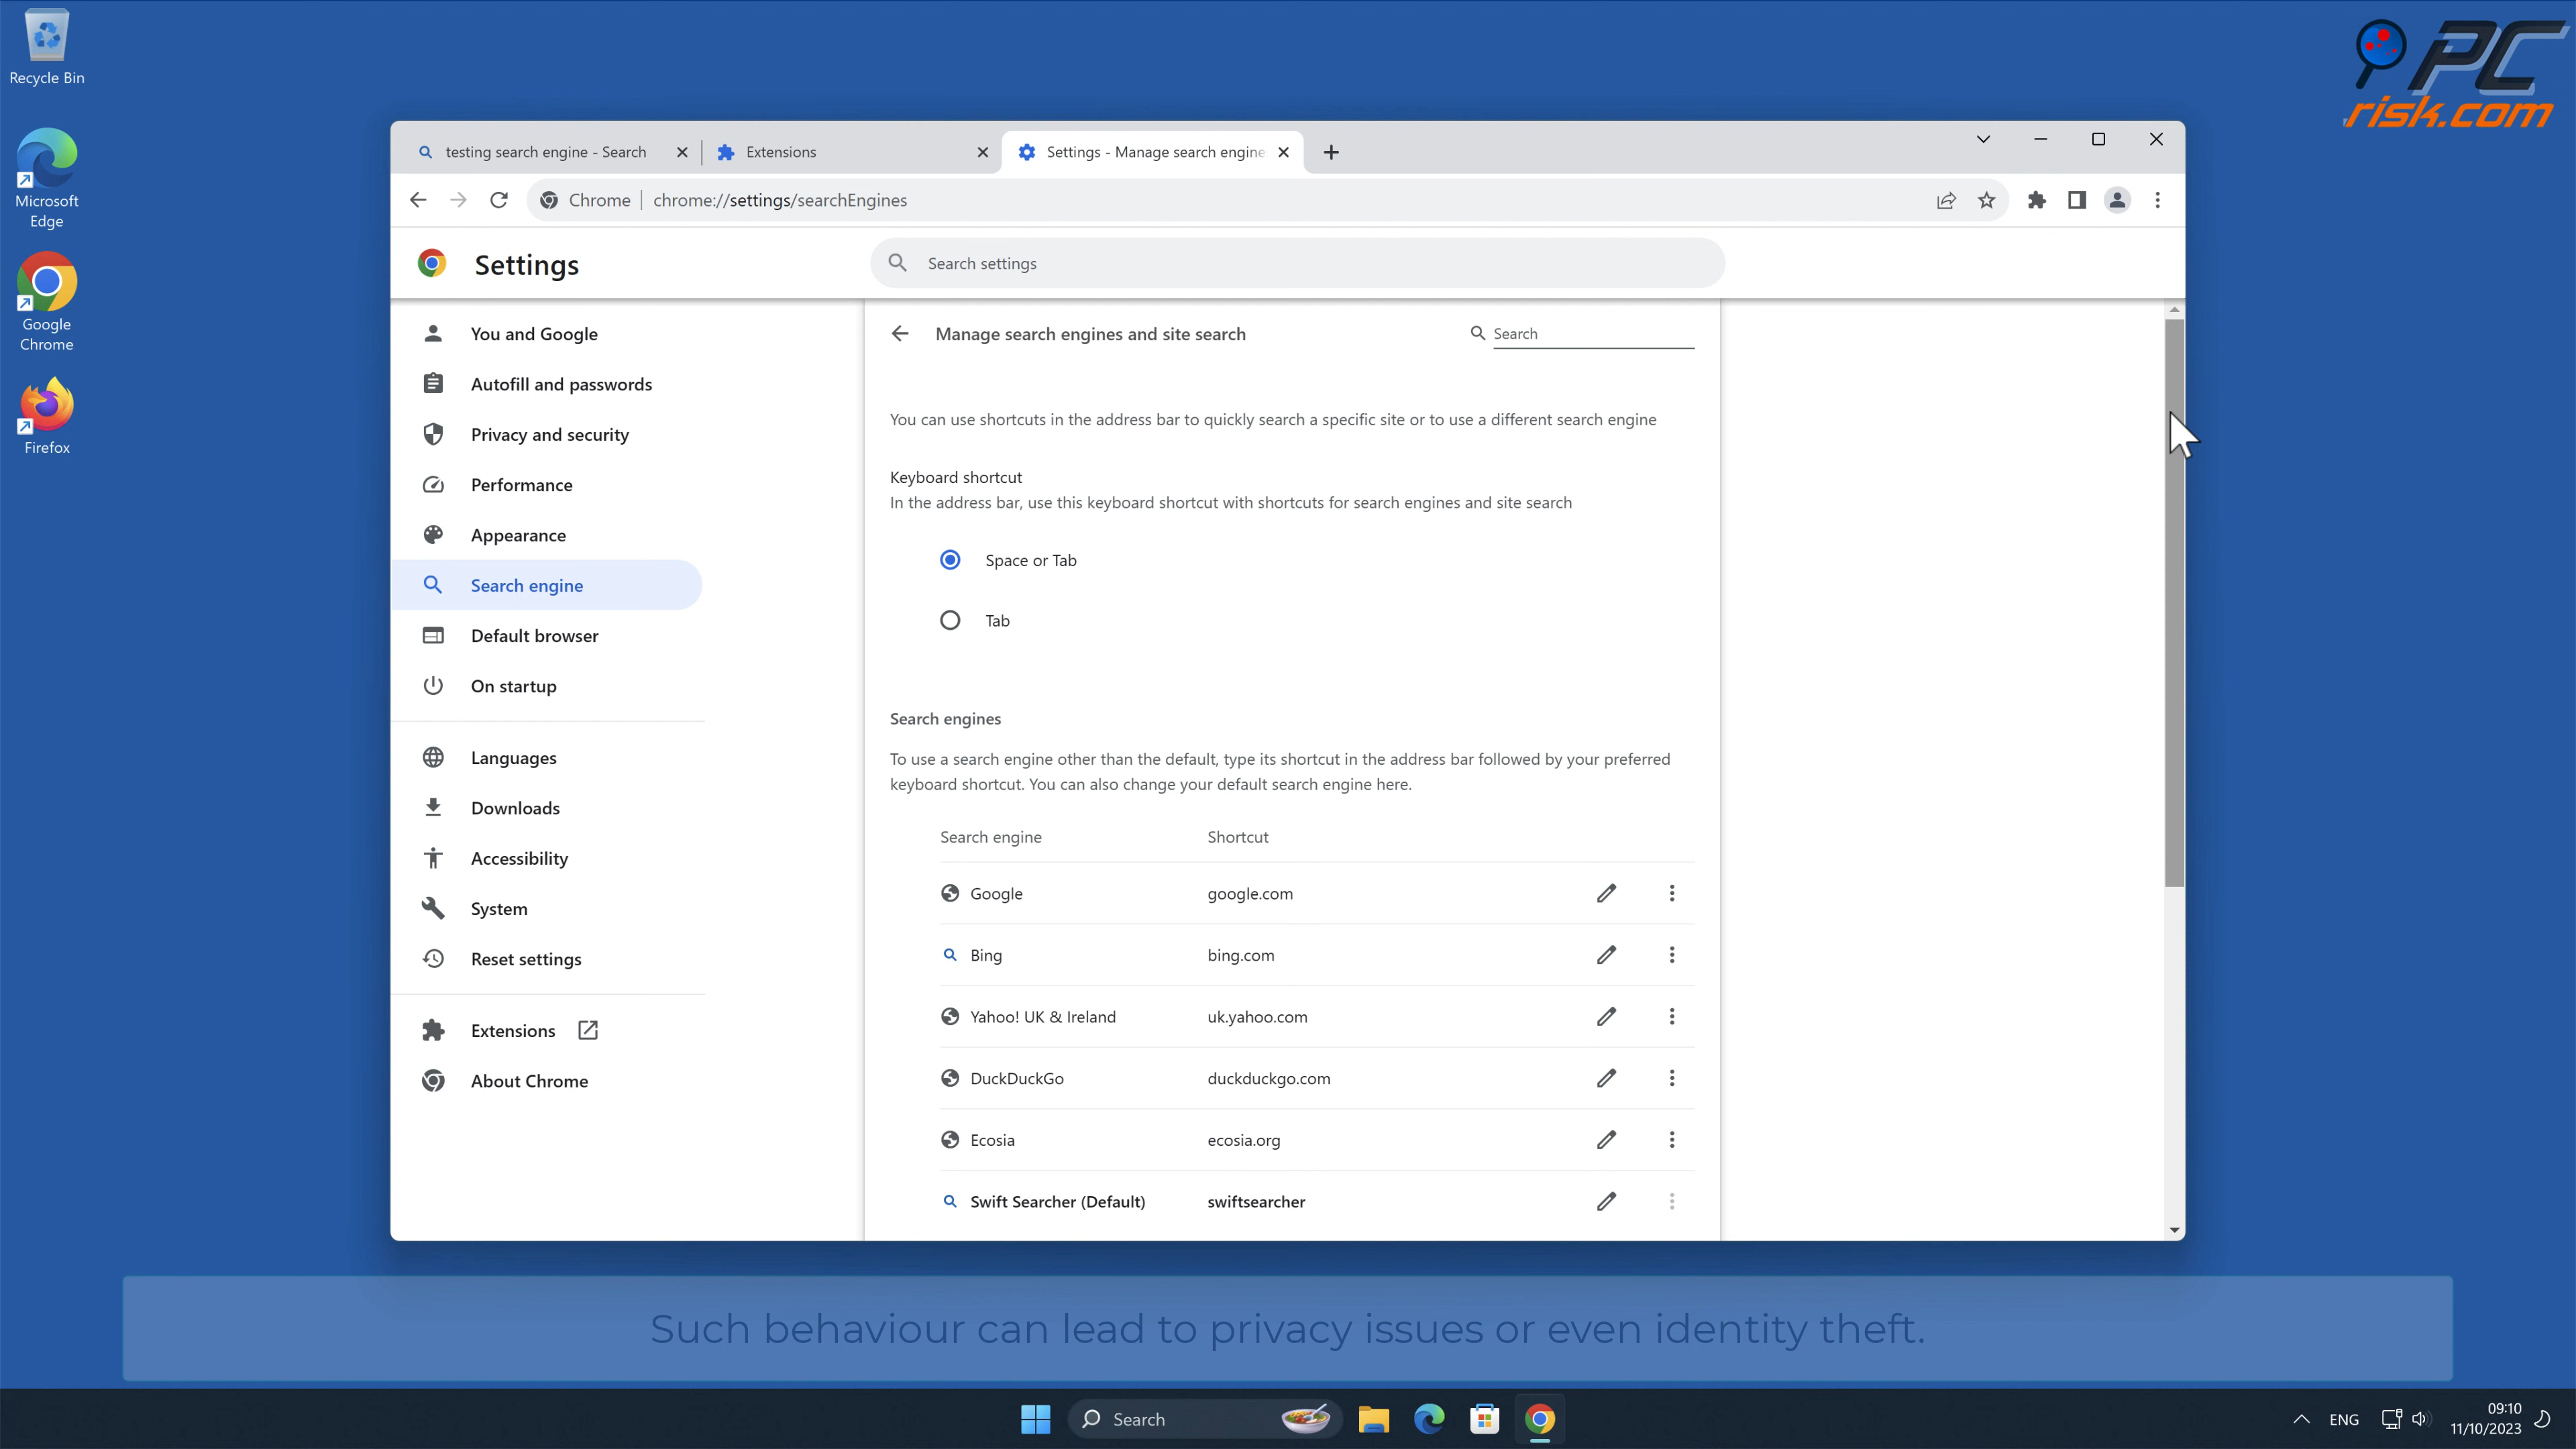 Recycle Bin
Microsoft
Edge
Google
Chrome
Firefox
PC
risk.com
testing search engine - Search
Extensions
Settings - Manage search engine
Chrome
chrome://settings/searchEngines
Settings
Search settings
You and Google
Autofill and passwords
Privacy and security
Performance
Appearance
Search engine
Default browser
On startup
Languages
Downloads
Accessibility
System
Reset settings
Extensions
About Chrome
Manage search engines and site search
Search
You can use shortcuts in the address bar to quickly search a specific site or to use a different search engine
Keyboard shortcut
In the address bar, use this keyboard shortcut with shortcuts for search engines and site search
Space or Tab
Tab
Search engines
To use a search engine other than the default, type its shortcut in the address bar followed by your preferred
keyboard shortcut. You can also change your default search engine here.
Search engine Shortcut
Google google.com
Bing bing.com
Yahoo! UK & Ireland uk.yahoo.com
DuckDuckGo duckduckgo.com
Ecosia ecosia.org
Swift Searcher (Default) swiftsearcher
Such behaviour can lead to privacy issues or even identity theft.
Search
ENG
09:10
11/10/2023